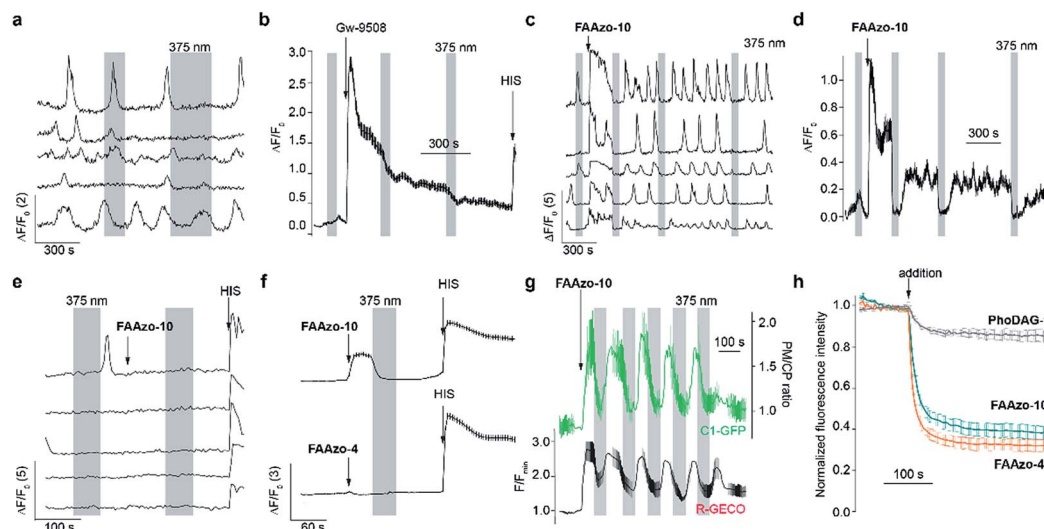 a
ΔF/F₀ (2)
300 s
b
Gw-9508
375 nm
HIS
3.0
2.5
2.0
1.5
1.0
0.5
0.0
ΔF/F₀
300 s
c
FAAzo-10
375 nm
ΔF/F₀ (5)
300 s
d
FAAzo-10
375 nm
1.2
1.0
0.8
0.6
0.4
0.2
0.0
ΔF/F₀
300 s
e
375 nm
FAAzo-10
HIS
ΔF/F₀ (5)
100 s
f
375 nm
HIS
FAAzo-10
HIS
FAAzo-4
ΔF/F₀ (3)
60 s
g
FAAzo-10
375 nm
100 s
2.0
1.5
1.0
PM/CP ratio
C1-GFP
3.0
2.0
1.0
F/Fmin
R-GECO
h
addition
1.0
0.8
0.6
0.4
0.2
0.0
Normalized fluorescence intensity
PhoDAG-
FAAzo-10
FAAzo-4
100 s